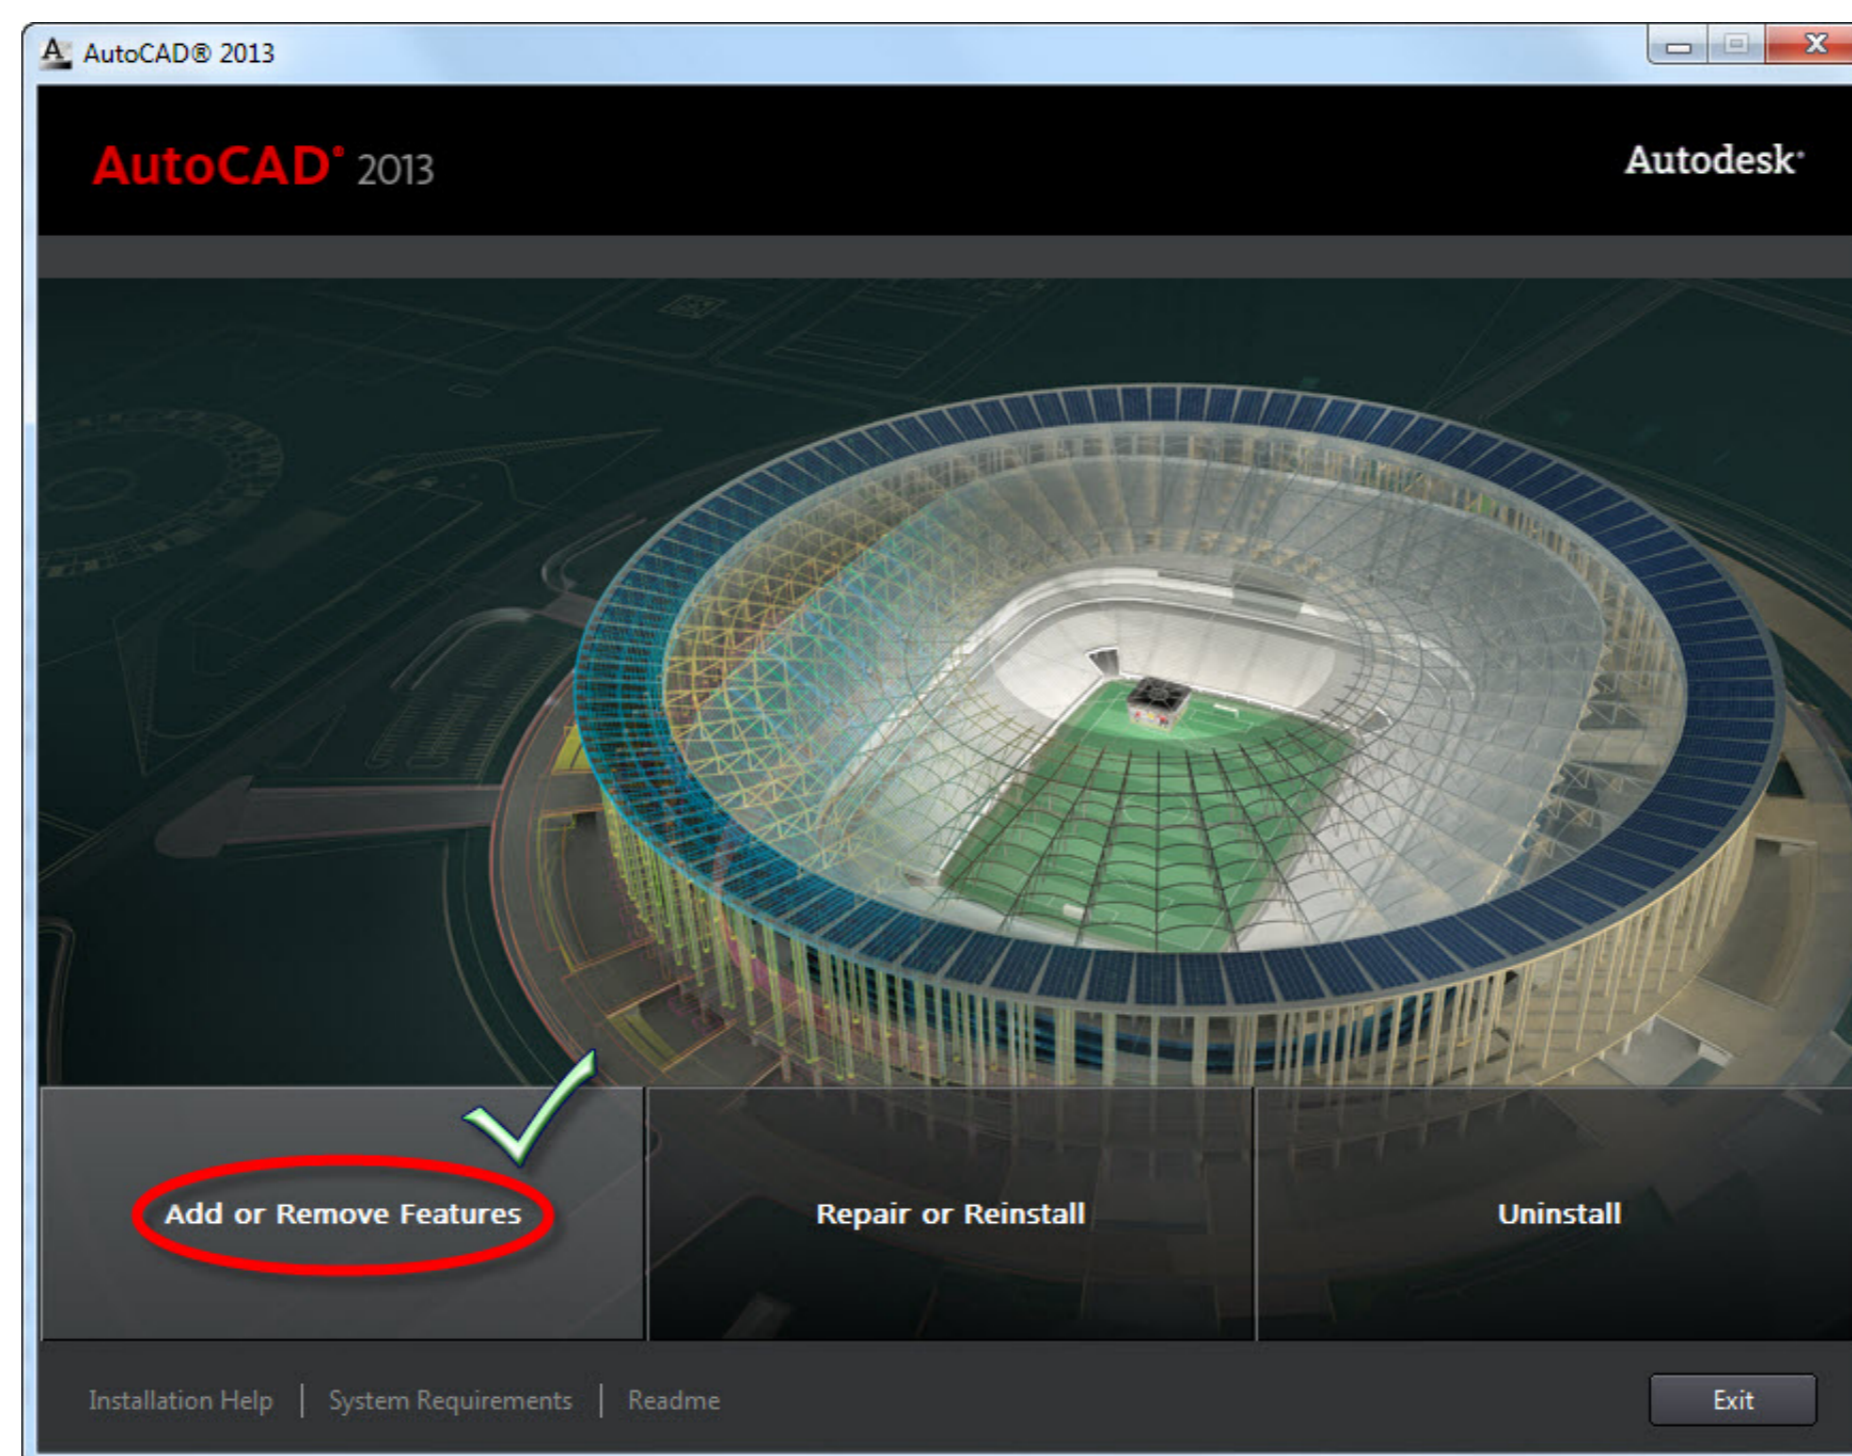 AutoCAD® 2013
AutoCAD® 2013
Autodesk®
Add or Remove Features
Repair or Reinstall
Uninstall
Installation Help | System Requirements | Readme
Exit